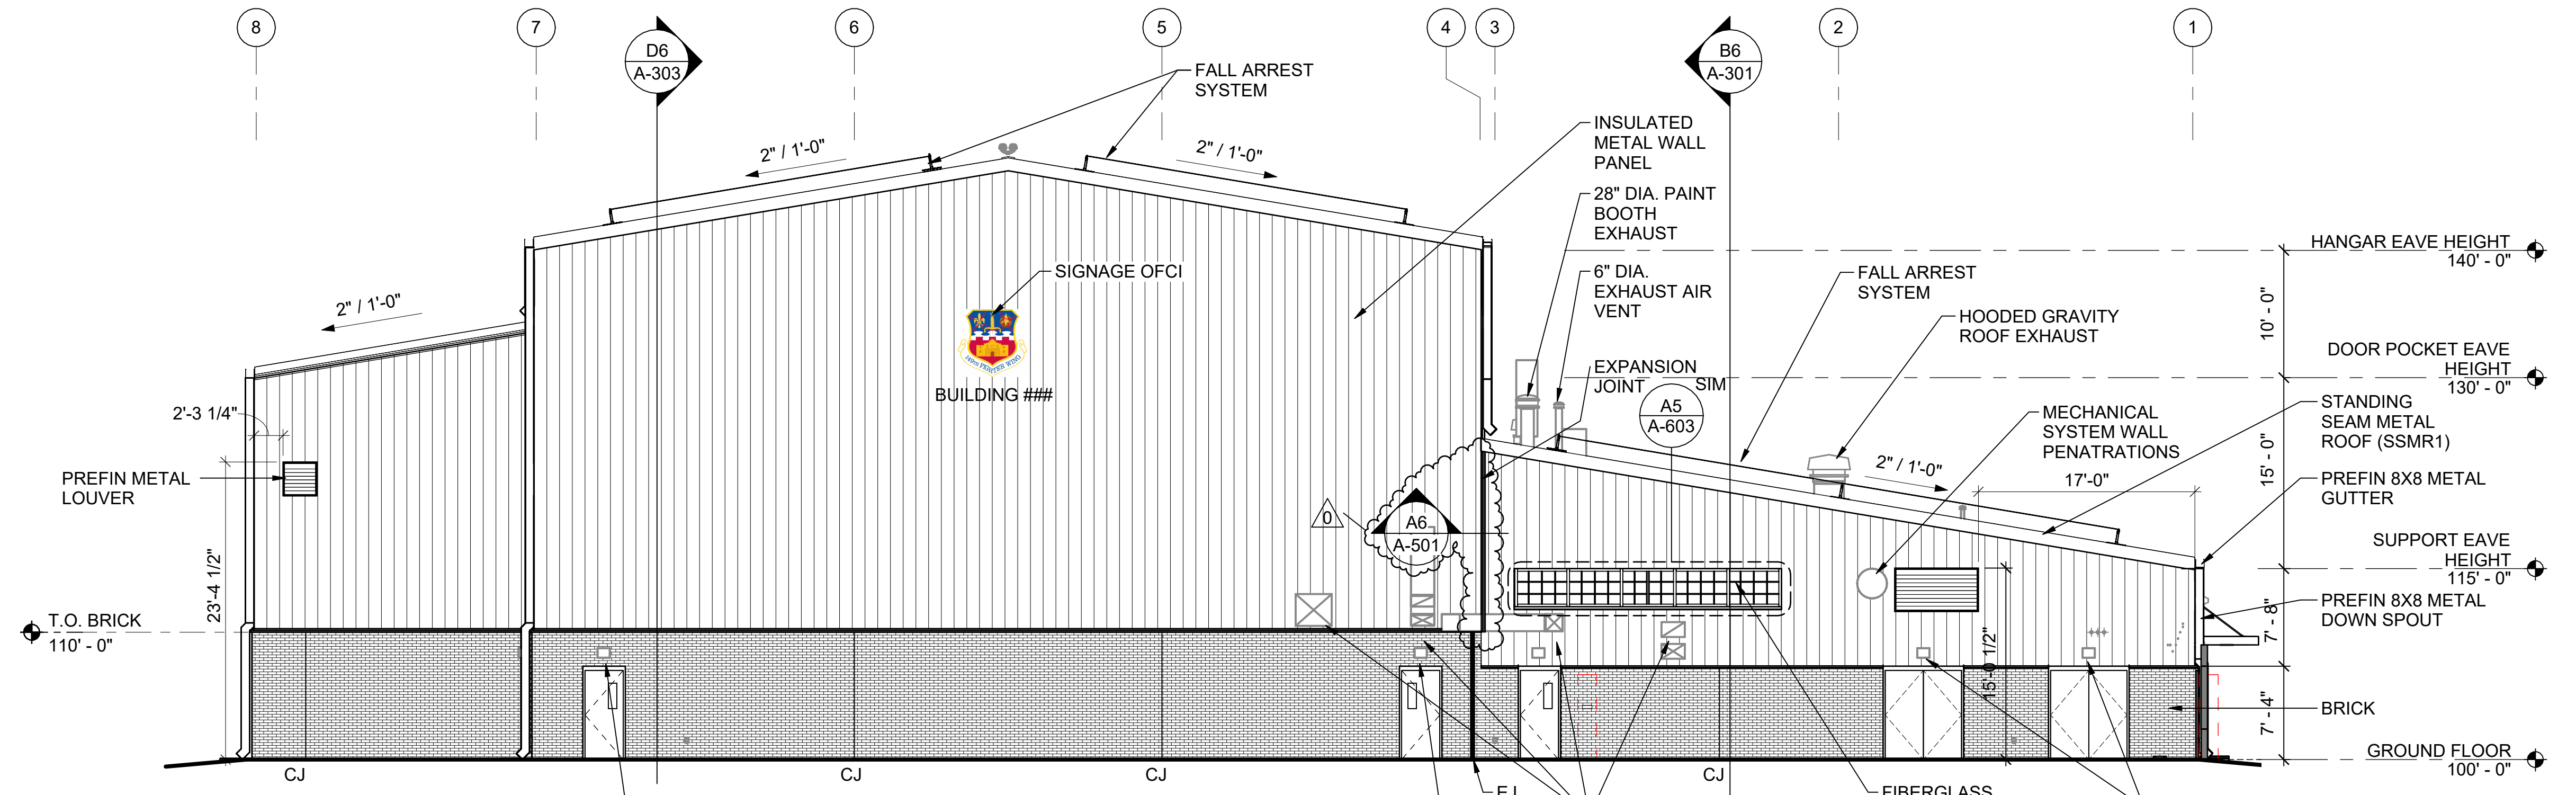 8
7
6
5
4
3
2
1
D6
A-303
B6
A-301
FALL ARREST
SYSTEM
2" / 1'-0"
2" / 1'-0"
INSULATED
METAL WALL
PANEL
28" DIA. PAINT
BOOTH
EXHAUST
6" DIA.
EXHAUST AIR
VENT
EXPANSION
JOINT
SIM
A5
A-603
FALL ARREST
SYSTEM
HOODED GRAVITY
ROOF EXHAUST
MECHANICAL
SYSTEM WALL
PENATRATIONS
2" / 1'-0"
17'-0"
HANGAR EAVE HEIGHT
140' - 0"
10' - 0"
DOOR POCKET EAVE
HEIGHT
130' - 0"
STANDING
SEAM METAL
ROOF (SSMR1)
15' - 0"
PREFIN 8X8 METAL
GUTTER
SUPPORT EAVE
HEIGHT
115' - 0"
PREFIN 8X8 METAL
DOWN SPOUT
7' - 8"
15'-0 1/2"
7' - 4"
BRICK
GROUND FLOOR
100' - 0"
SIGNAGE OFCI
149TH FIGHTER WING
BUILDING ###
2" / 1'-0"
2'-3 1/4"
PREFIN METAL
LOUVER
23'-4 1/2"
T.O. BRICK
110' - 0"
0
A6
A-501
CJ
CJ
CJ
CJ
EJ
FIBERGLASS